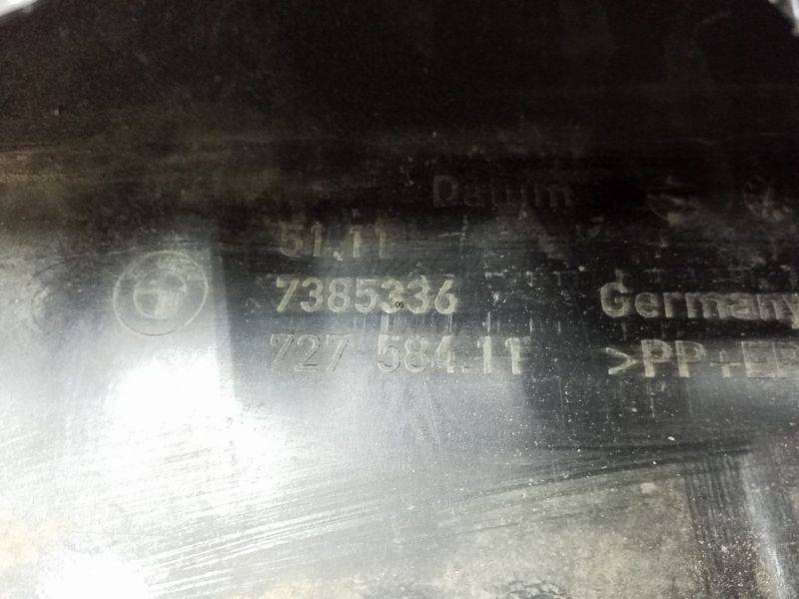 Datum
51.11
7385336
Germany
727 584.11
>PP+E